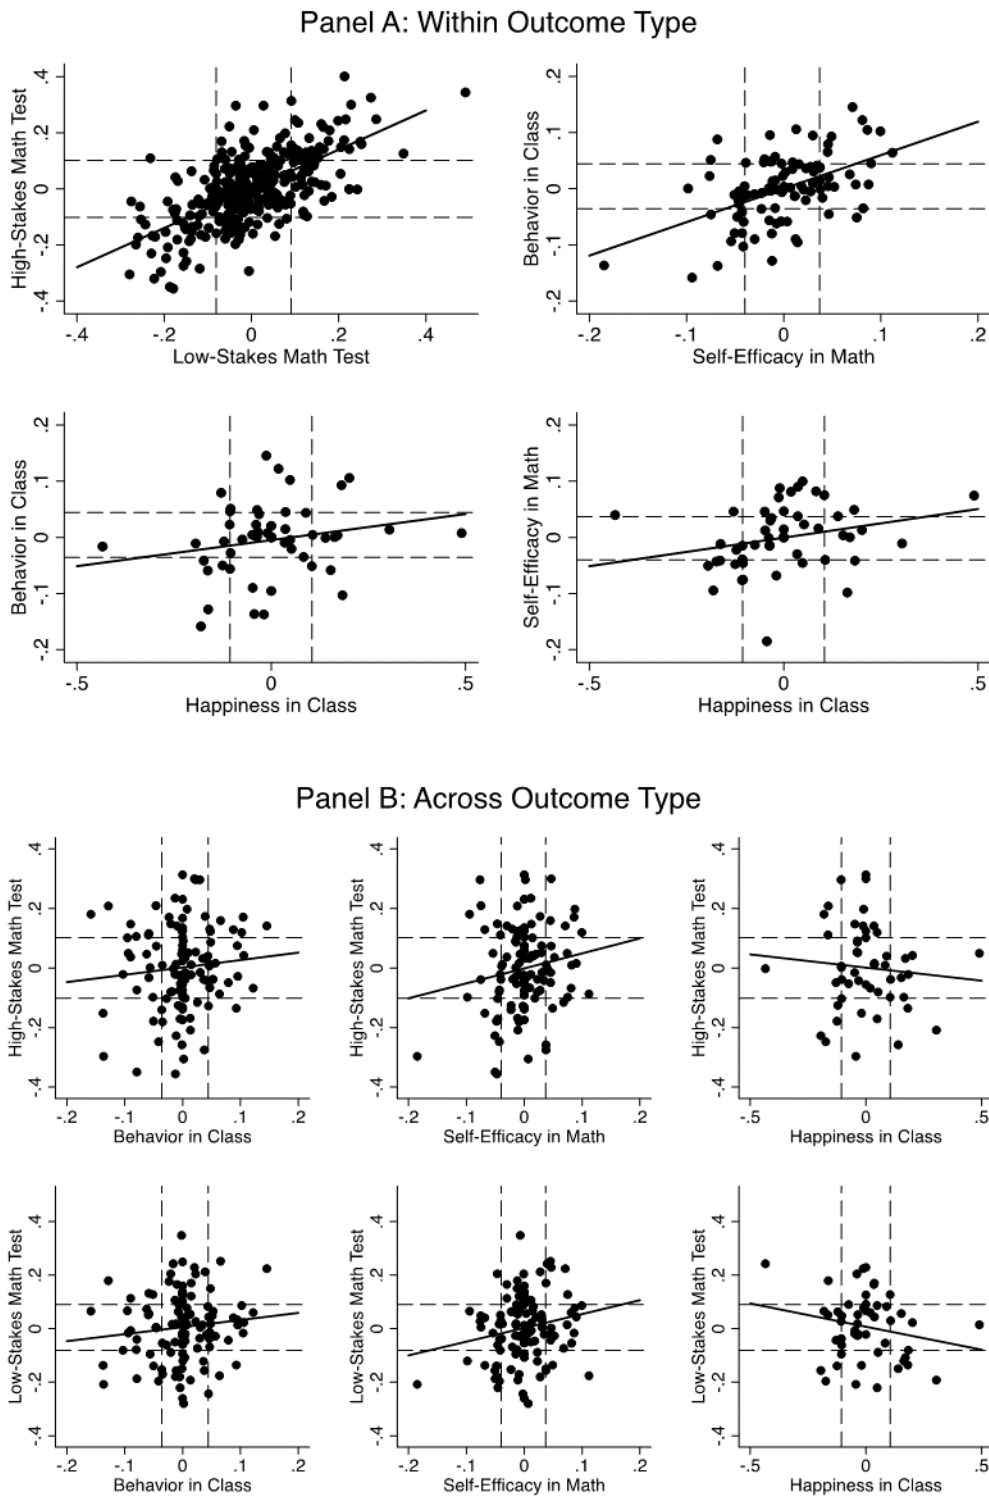 Panel A: Within Outcome Type
High-Stakes Math Test
.4
.2
0
-.2
-.4
-.4 -.2 0 .2 .4
Low-Stakes Math Test
Behavior in Class
.2
.1
0
-.1
-.2
-.2 -.1 0 .1 .2
Self-Efficacy in Math
Behavior in Class
.2
.1
0
-.1
-.2
-.5 0 .5
Happiness in Class
Self-Efficacy in Math
.2
.1
0
-.1
-.2
-.5 0 .5
Happiness in Class
Panel B: Across Outcome Type
High-Stakes Math Test
.4
.2
0
-.2
-.4
-.2 -.1 0 .1 .2
Behavior in Class
High-Stakes Math Test
.4
.2
0
-.2
-.4
-.2 -.1 0 .1 .2
Self-Efficacy in Math
High-Stakes Math Test
.4
.2
0
-.2
-.4
-.5 0 .5
Happiness in Class
Low-Stakes Math Test
.4
.2
0
-.2
-.4
-.2 -.1 0 .1 .2
Behavior in Class
Low-Stakes Math Test
.4
.2
0
-.2
-.4
-.2 -.1 0 .1 .2
Self-Efficacy in Math
Low-Stakes Math Test
.4
.2
0
-.2
-.4
-.5 0 .5
Happiness in Class